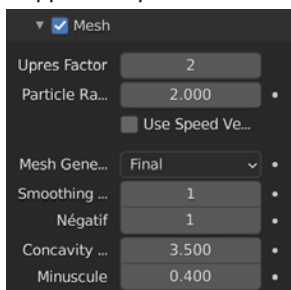 Mesh
Upres Factor 2
Particle Ra... 2.000
Use Speed Ve...
Mesh Gene... Final
Smoothing ... 1
Négatif 1
Concavity ... 3.500
Minuscule 0.400